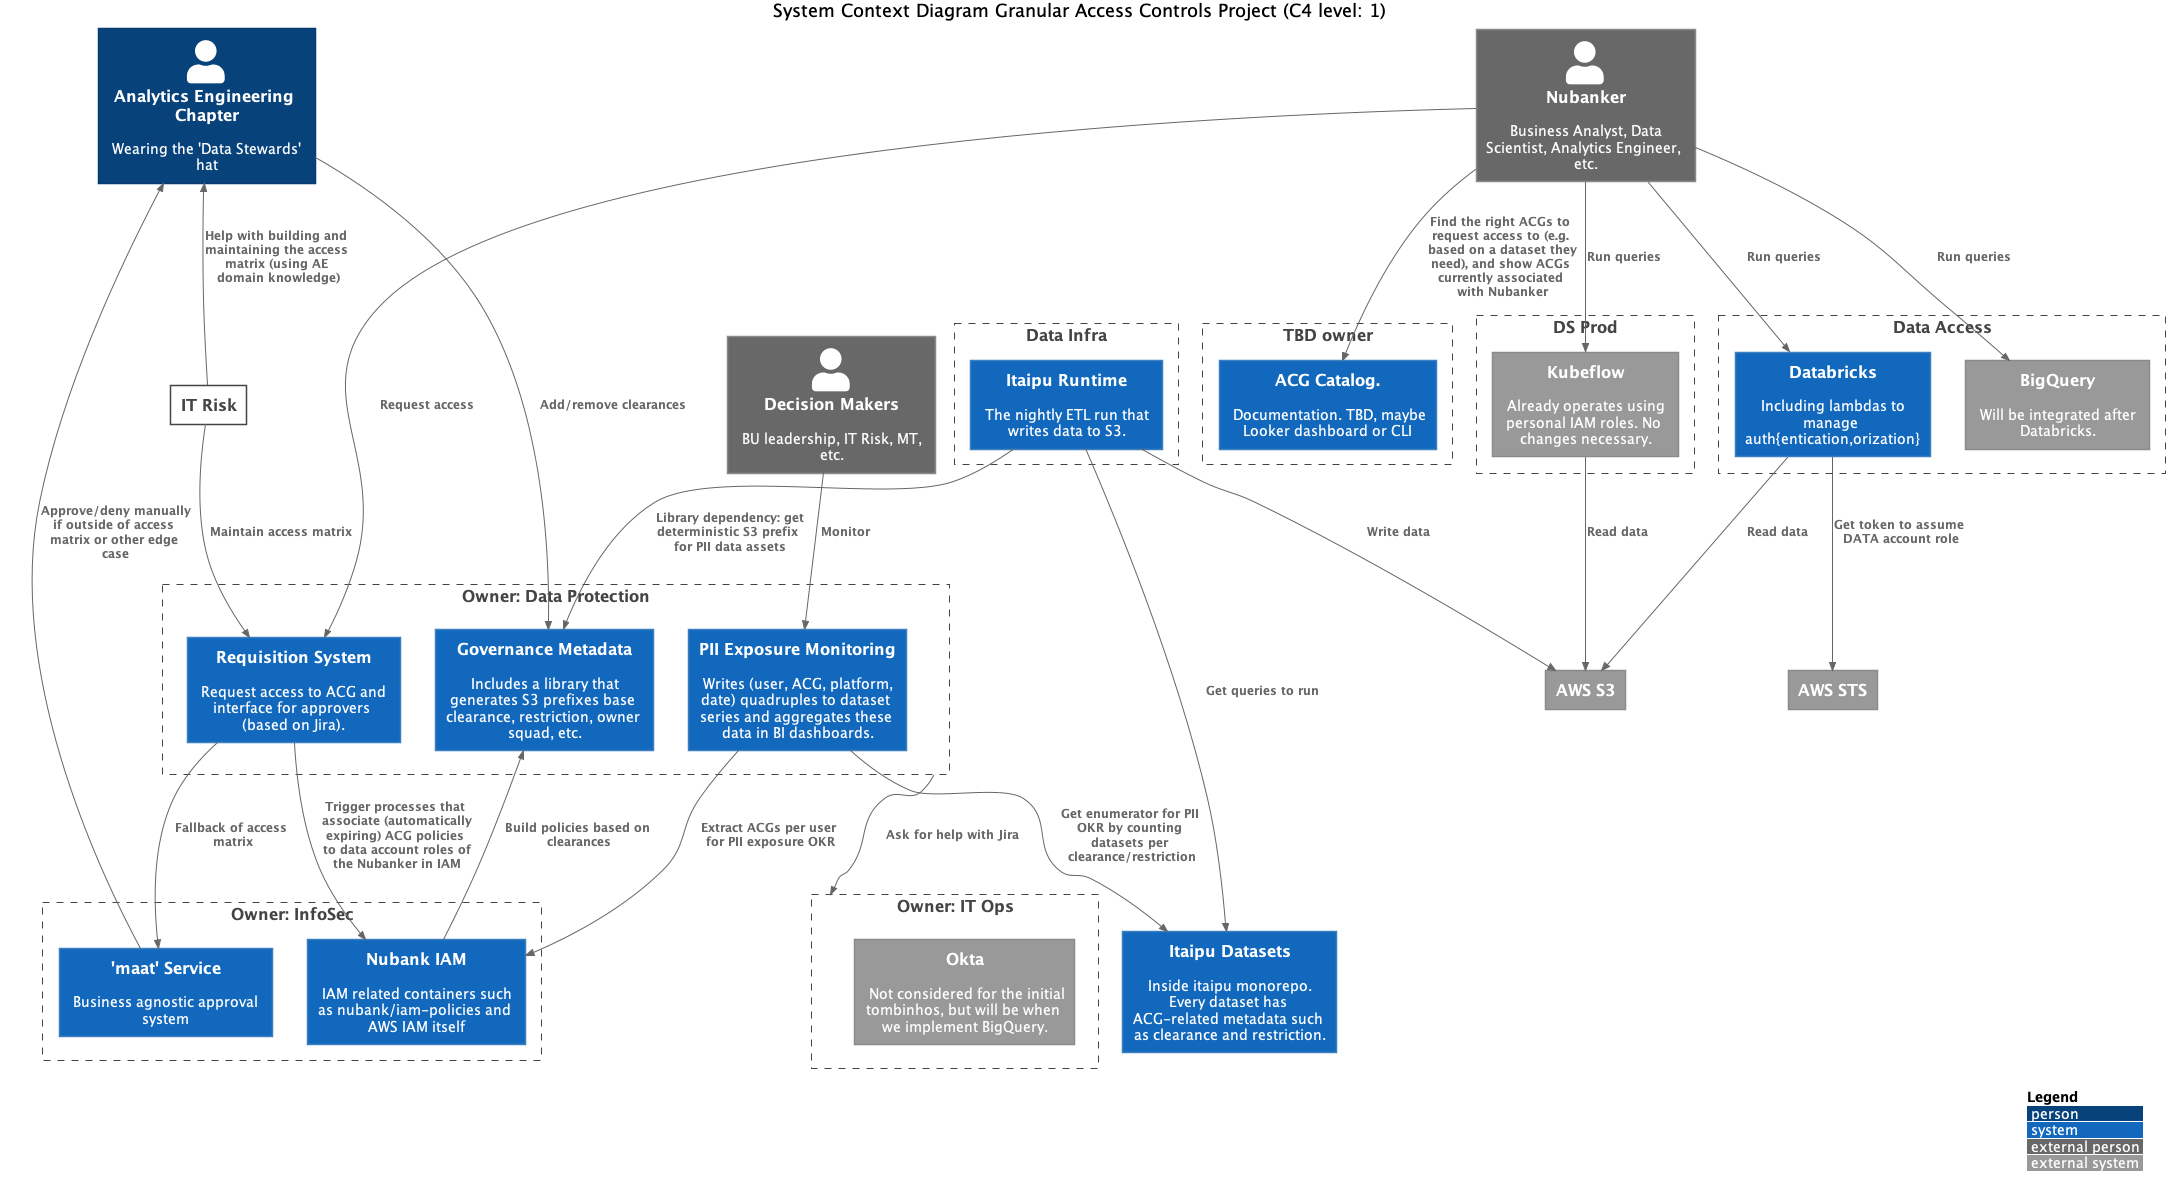 System Context Diagram Granular Access Controls Project (C4 level: 1)
Analytics Engineering
Chapter
Wearing the 'Data Stewards'
hat
Nubanker
Business Analyst, Data
Scientist, Analytics Engineer,
etc.
Help with building and
maintaining the access
matrix (using AE
domain knowledge)
Find the right ACGs to
request access to (e.g.
based on a dataset they
need), and show ACGs
currently associated
with Nubanker
Run queries
Run queries
Run queries
IT Risk
Request access
Add/remove clearances
Decision Makers
BU leadership, IT Risk, MT,
etc.
Data Infra
Itaipu Runtime
The nightly ETL run that
writes data to S3.
TBD owner
ACG Catalog.
Documentation. TBD, maybe
Looker dashboard or CLI
DS Prod
Kubeflow
Already operates using
personal IAM roles. No
changes necessary.
Data Access
Databricks
Including lambdas to
manage
auth{entication,orization}
BigQuery
Will be integrated after
Databricks.
Approve/deny manually
if outside of access
matrix or other edge
case
Maintain access matrix
Library dependency: get
deterministic S3 prefix
for PII data assets
Monitor
Write data
Read data
Read data
Get token to assume
DATA account role
Owner: Data Protection
Requisition System
Request access to ACG and
interface for approvers
(based on Jira).
Governance Metadata
Includes a library that
generates S3 prefixes base
clearance, restriction, owner
squad, etc.
PII Exposure Monitoring
Writes (user, ACG, platform,
date) quadruples to dataset
series and aggregates these
data in BI dashboards.
Get queries to run
AWS S3
AWS STS
Fallback of access
matrix
Trigger processes that
associate (automatically
expiring) ACG policies
to data account roles of
the Nubanker in IAM
Build policies based on
clearances
Extract ACGs per user
for PII exposure OKR
Ask for help with Jira
Get enumerator for PII
OKR by counting
datasets per
clearance/restriction
Owner: InfoSec
'maat' Service
Business agnostic approval
system
Nubank IAM
IAM related containers such
as nubank/iam-policies and
AWS IAM itself
Owner: IT Ops
Okta
Not considered for the initial
tombinhos, but will be when
we implement BigQuery.
Itaipu Datasets
Inside itaipu monorepo.
Every dataset has
ACG-related metadata such
as clearance and restriction.
Legend
person
system
external person
external system